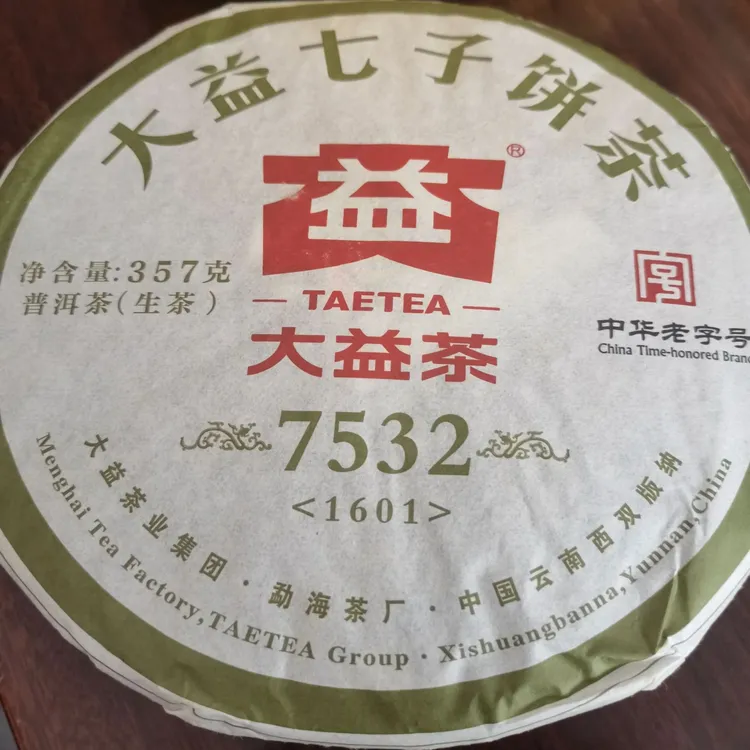 大益七子饼茶
益®
TAETEA
大益茶
净含量:357克
普洱茶(生茶)
中华老字号
China Time-honored Brand
7532
<1601>
大益茶业集团·勐海茶厂·中国云南西双版纳
Menghai Tea Factory,TAETEA Group·Xishuangbanna,Yunnan,China